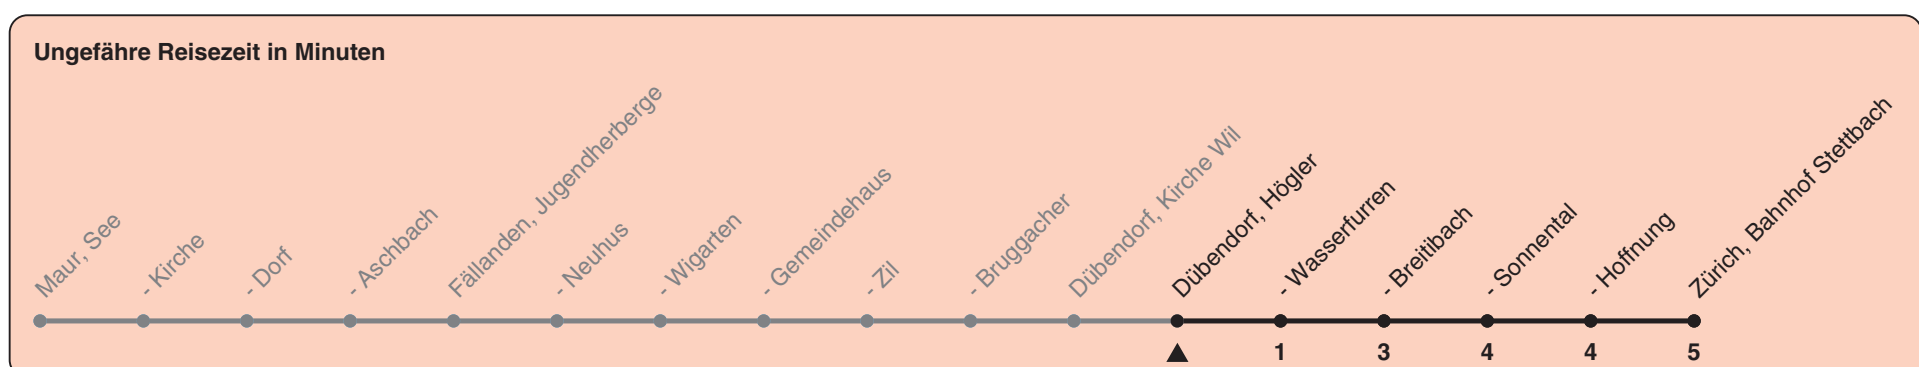 Ungefähre Reisezeit in Minuten
Maur, See
- Kirche
- Dorf
- Aschbach
Fällanden, Jugendherberge
- Neuhus
- Wigarten
- Gemeindehaus
- Zil
- Bruggacher
Dübendorf, Kirche Wil
Dübendorf, Högler
- Wasserfurren
- Breitibach
- Sonnental
- Hoffnung
Zürich, Bahnhof Stettbach
1 3 4 4 5